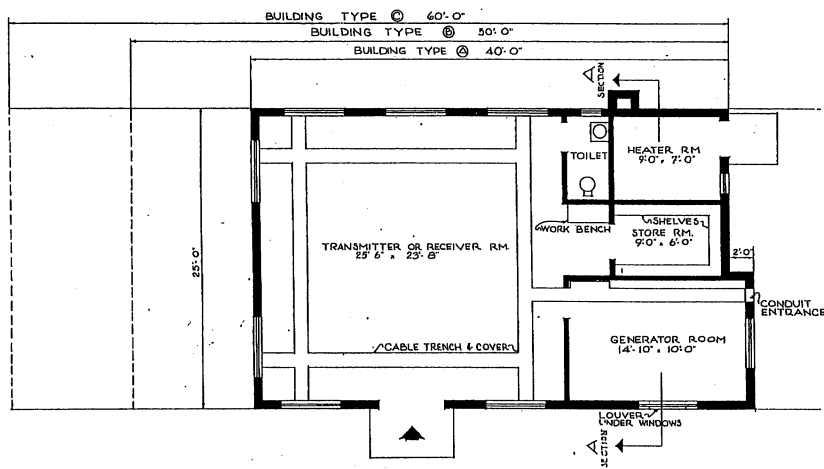 BUILDING TYPE Ⓒ 60'-0"
BUILDING TYPE Ⓑ 50'-0"
BUILDING TYPE Ⓐ 40'-0"
A
SECTION
TOILET
HEATER RM
9'-0" x 7'-0"
WORK BENCH
SHELVES
STORE RM.
9'-0" x 6'-0"
2'-0"
TRANSMITTER OR RECEIVER RM.
25' 6" x 23'-8"
25'-0"
CONDUIT
ENTRANCE
CABLE TRENCH & COVER
GENERATOR ROOM
14'-10" x 10'-0"
LOUVER
UNDER WINDOWS
A
SECTION